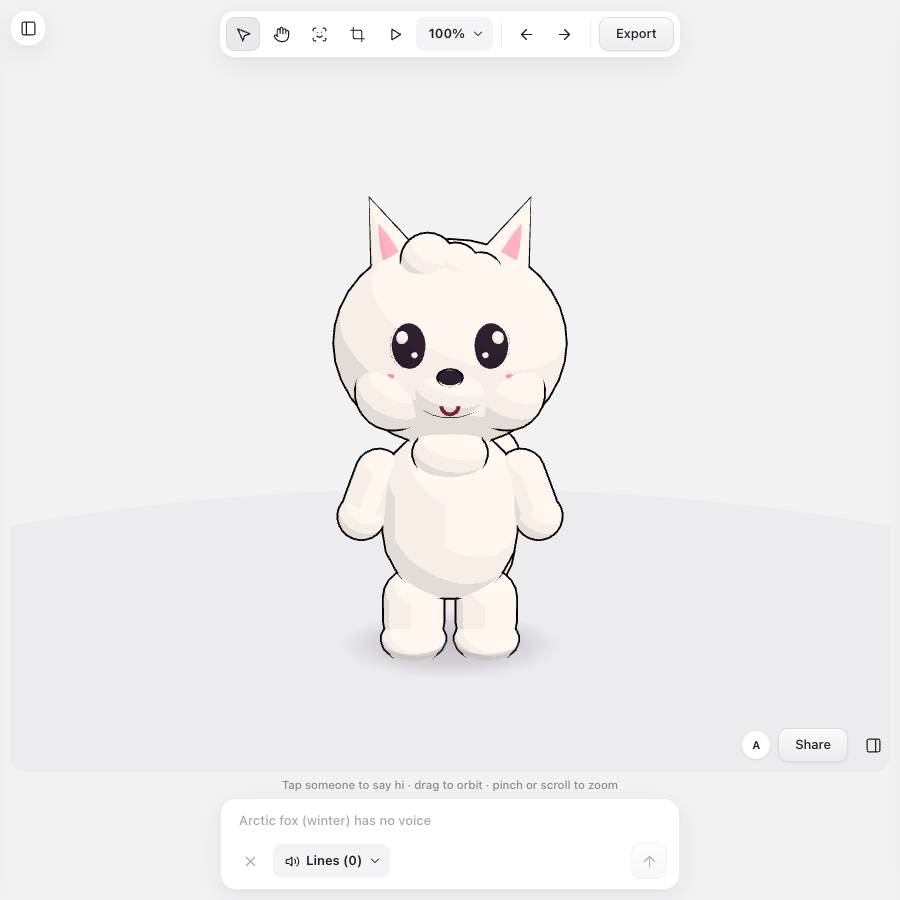 100%
Export
A
Share
Tap someone to say hi · drag to orbit · pinch or scroll to zoom
Arctic fox (winter) has no voice
Lines (0)